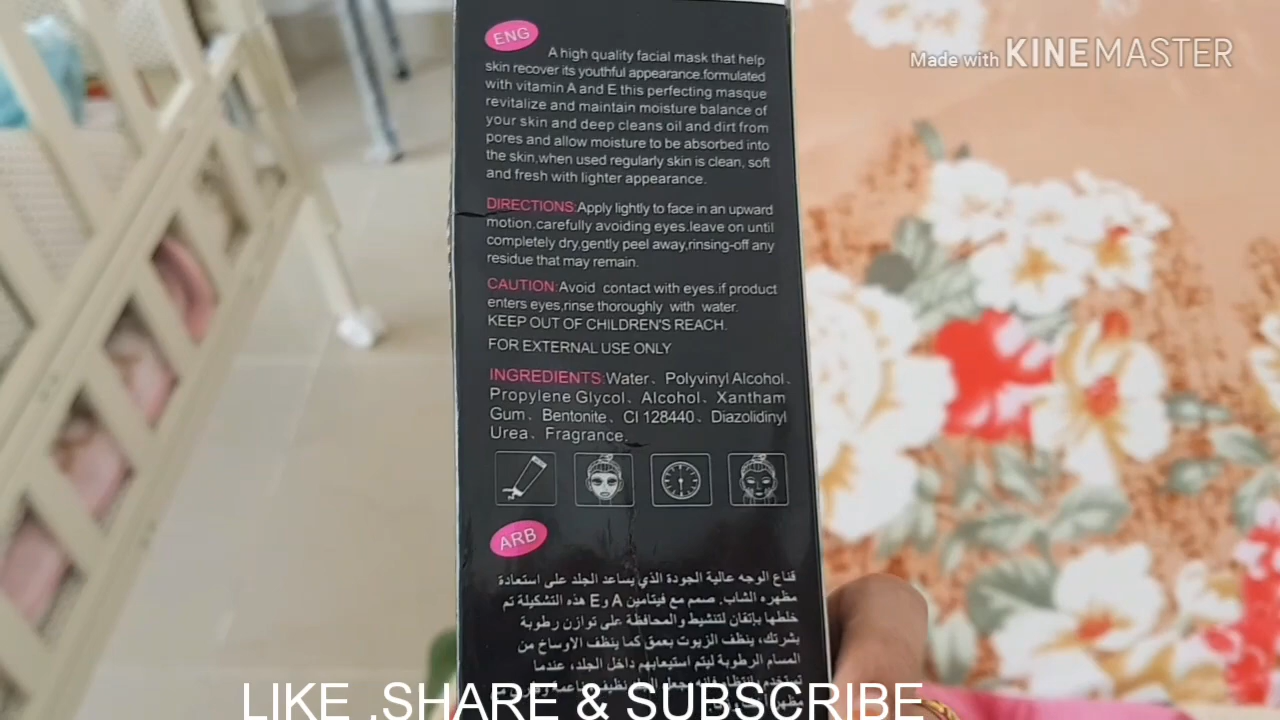 Made with KINEMASTER
ENG
A high quality facial mask that help
skin recover its youthful appearance.formulated
with vitamin A and E this perfecting masque
revitalize and maintain moisture balance of
your skin and deep cleans oil and dirt from
pores and allow moisture to be absorbed into
the skin,when used regularly skin is clean, soft
and fresh with lighter appearance.
DIRECTIONS:Apply lightly to face in an upward
motion.carefully avoiding eyes.leave on until
completely dry,gently peel away,rinsing-off any
residue that may remain.
CAUTION:Avoid contact with eyes.if product
enters eyes,rinse thoroughly with water.
KEEP OUT OF CHILDREN'S REACH.
FOR EXTERNAL USE ONLY
INGREDIENTS:Water、Polyvinyl Alcohol、
Propylene Glycol、Alcohol、Xantham
Gum、Bentonite、CI 128440、Diazolidinyl
Urea、Fragrance.
ARB
قناع الوجه عالية الجودة الذي يساعد الجلد على استعادة
مظهره الشاب. صمم مع فيتامين A و E هذه التشكيلة تم
خلطها بإتقان لتنشيط والمحافظة على توازن رطوبة
بشرتك، ينظف الزيوت بعمق كما ينظف الاوساخ من
المسام الرطوبة ليتم استيعابهم داخل الجلد، عندما
LIKE ,SHARE & SUBSCRIBE